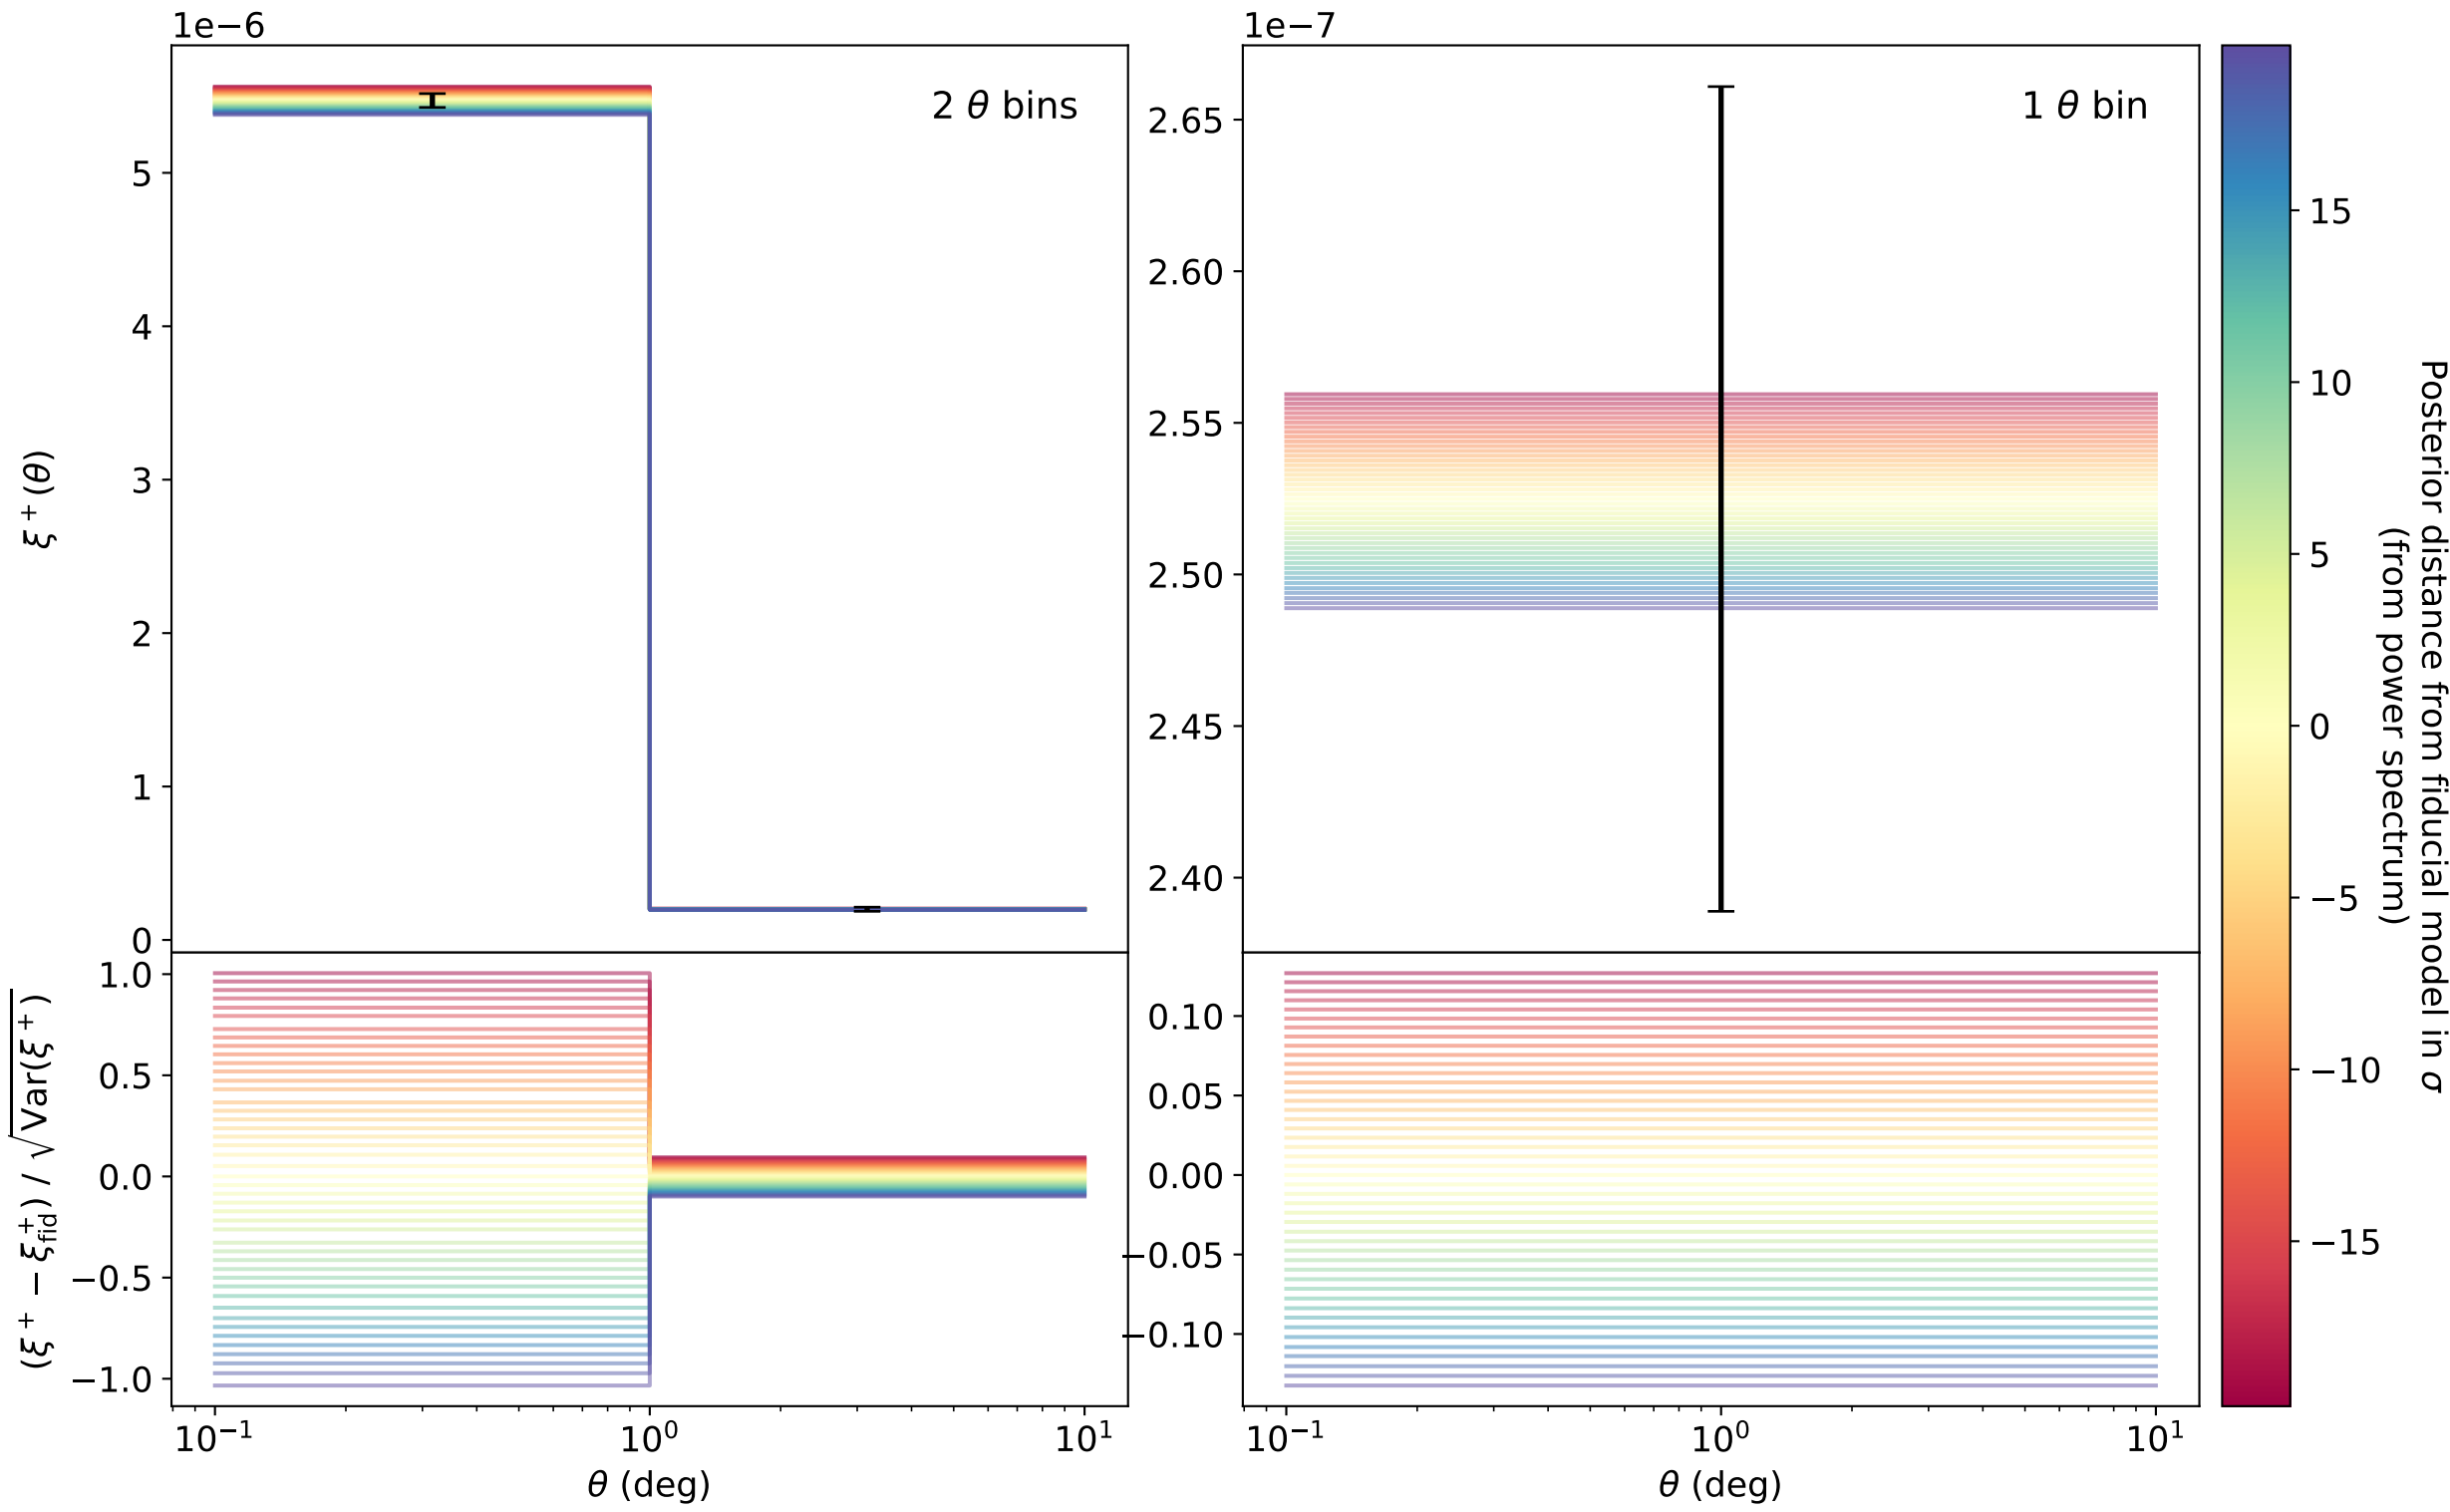 1e−6
2 θ bins
5
4
3
2
1
0
ξ⁺(θ)
1.0
0.5
0.0
−0.5
−1.0
(ξ⁺ − ξ⁺fid) / √Var(ξ⁺)
10⁻¹ 10⁰ 10¹
θ (deg)
1e−7
1 θ bin
2.65
2.60
2.55
2.50
2.45
2.40
0.10
0.05
0.00
−0.05
−0.10
10⁻¹ 10⁰ 10¹
θ (deg)
15
10
5
0
−5
−10
−15
Posterior distance from fiducial model in σ
(from power spectrum)